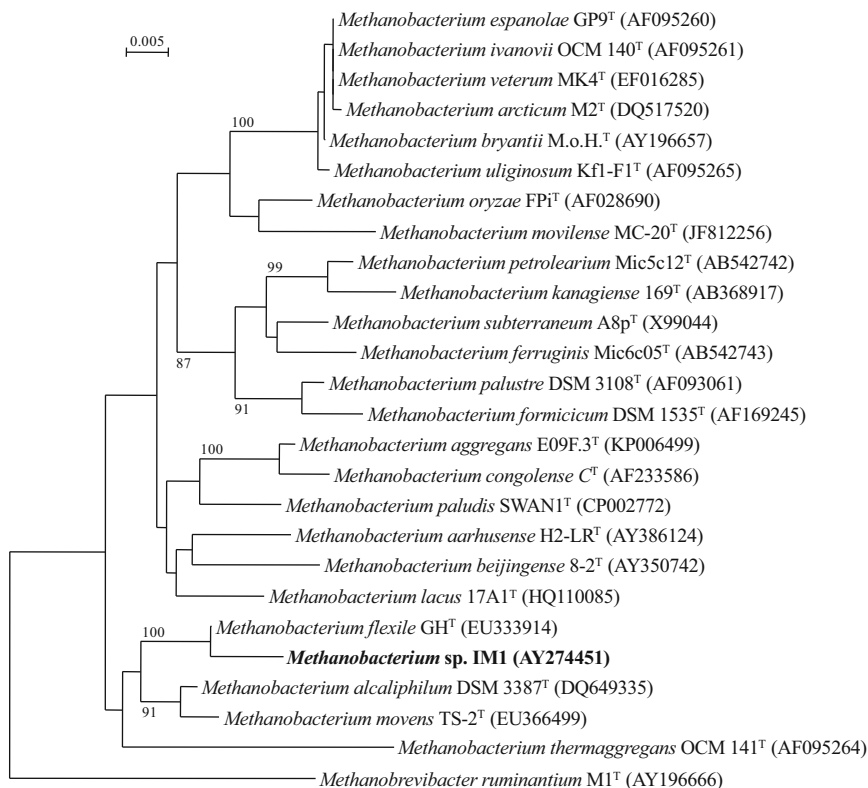 Methanobacterium espanolae GP9ᵀ (AF095260)
0.005
Methanobacterium ivanovii OCM 140ᵀ (AF095261)
Methanobacterium veterum MK4ᵀ (EF016285)
Methanobacterium arcticum M2ᵀ (DQ517520)
100
Methanobacterium bryantii M.o.H.ᵀ (AY196657)
Methanobacterium uliginosum Kf1-F1ᵀ (AF095265)
Methanobacterium oryzae FPiᵀ (AF028690)
Methanobacterium movilense MC-20ᵀ (JF812256)
Methanobacterium petrolearium Mic5c12ᵀ (AB542742)
99
Methanobacterium kanagiense 169ᵀ (AB368917)
Methanobacterium subterraneum A8pᵀ (X99044)
Methanobacterium ferruginis Mic6c05ᵀ (AB542743)
87
Methanobacterium palustre DSM 3108ᵀ (AF093061)
91
Methanobacterium formicicum DSM 1535ᵀ (AF169245)
Methanobacterium aggregans E09F.3ᵀ (KP006499)
100
Methanobacterium congolense Cᵀ (AF233586)
Methanobacterium paludis SWAN1ᵀ (CP002772)
Methanobacterium aarhusense H2-LRᵀ (AY386124)
Methanobacterium beijingense 8-2ᵀ (AY350742)
Methanobacterium lacus 17A1ᵀ (HQ110085)
Methanobacterium flexile GHᵀ (EU333914)
100
Methanobacterium sp. IM1 (AY274451)
Methanobacterium alcaliphilum DSM 3387ᵀ (DQ649335)
91
Methanobacterium movens TS-2ᵀ (EU366499)
Methanobacterium thermaggregans OCM 141ᵀ (AF095264)
Methanobrevibacter ruminantium M1ᵀ (AY196666)